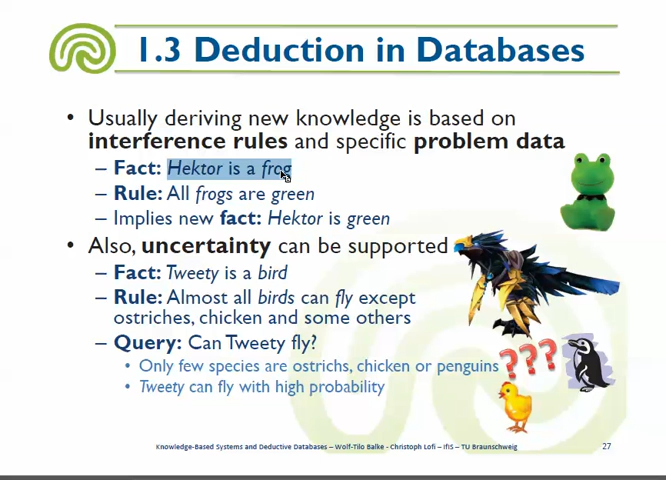 1.3 Deduction in Databases
• Usually deriving new knowledge is based on
interference rules and specific problem data
– Fact: Hektor is a frog
– Rule: All frogs are green
– Implies new fact: Hektor is green
• Also, uncertainty can be supported
– Fact: Tweety is a bird
– Rule: Almost all birds can fly except
ostriches, chicken and some others
– Query: Can Tweety fly?
• Only few species are ostrichs, chicken or penguins
• Tweety can fly with high probability
???
Knowledge-Based Systems and Deductive Databases – Wolf-Tilo Balke - Christoph Lofi – IfIS – TU Braunschweig
27